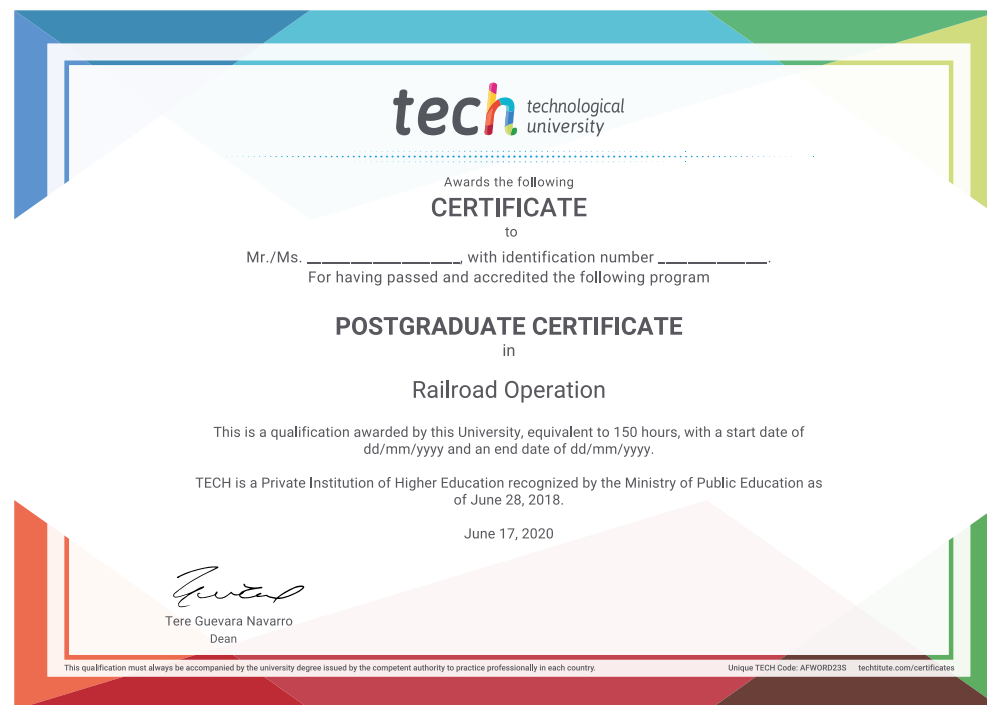 tech technological
university
Awards the following
CERTIFICATE
to
Mr./Ms. ____________________, with identification number ______________.
For having passed and accredited the following program
POSTGRADUATE CERTIFICATE
in
Railroad Operation
This is a qualification awarded by this University, equivalent to 150 hours, with a start date of
dd/mm/yyyy and an end date of dd/mm/yyyy.
TECH is a Private Institution of Higher Education recognized by the Ministry of Public Education as
of June 28, 2018.
June 17, 2020
Tere Guevara Navarro
Dean
This qualification must always be accompanied by the university degree issued by the competent authority to practice professionally in each country.
Unique TECH Code: AFWORD23S techtitute.com/certificates